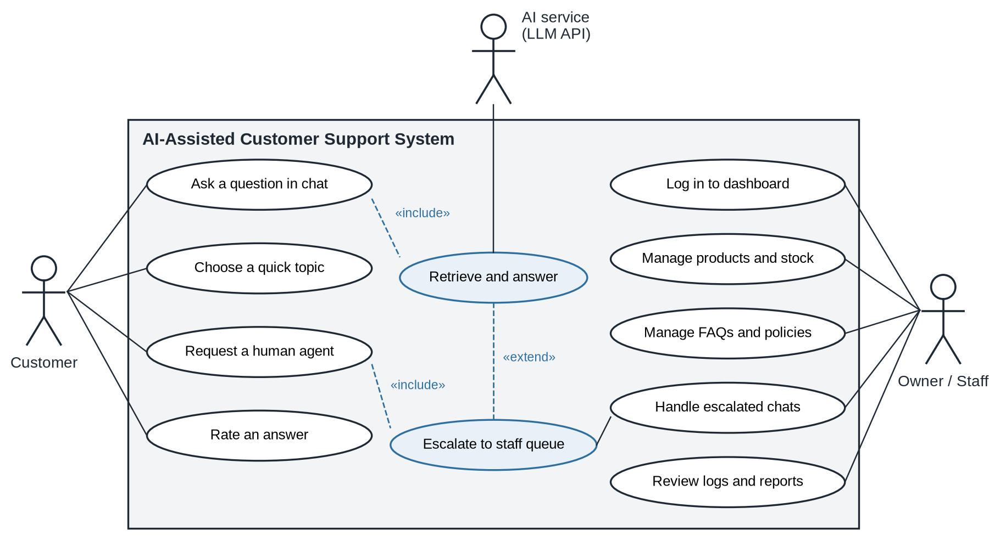 AI service
(LLM API)
AI-Assisted Customer Support System
Ask a question in chat
Log in to dashboard
«include»
Choose a quick topic
Manage products and stock
Retrieve and answer
Manage FAQs and policies
Customer
Request a human agent
«extend»
Owner / Staff
«include»
Handle escalated chats
Rate an answer
Escalate to staff queue
Review logs and reports